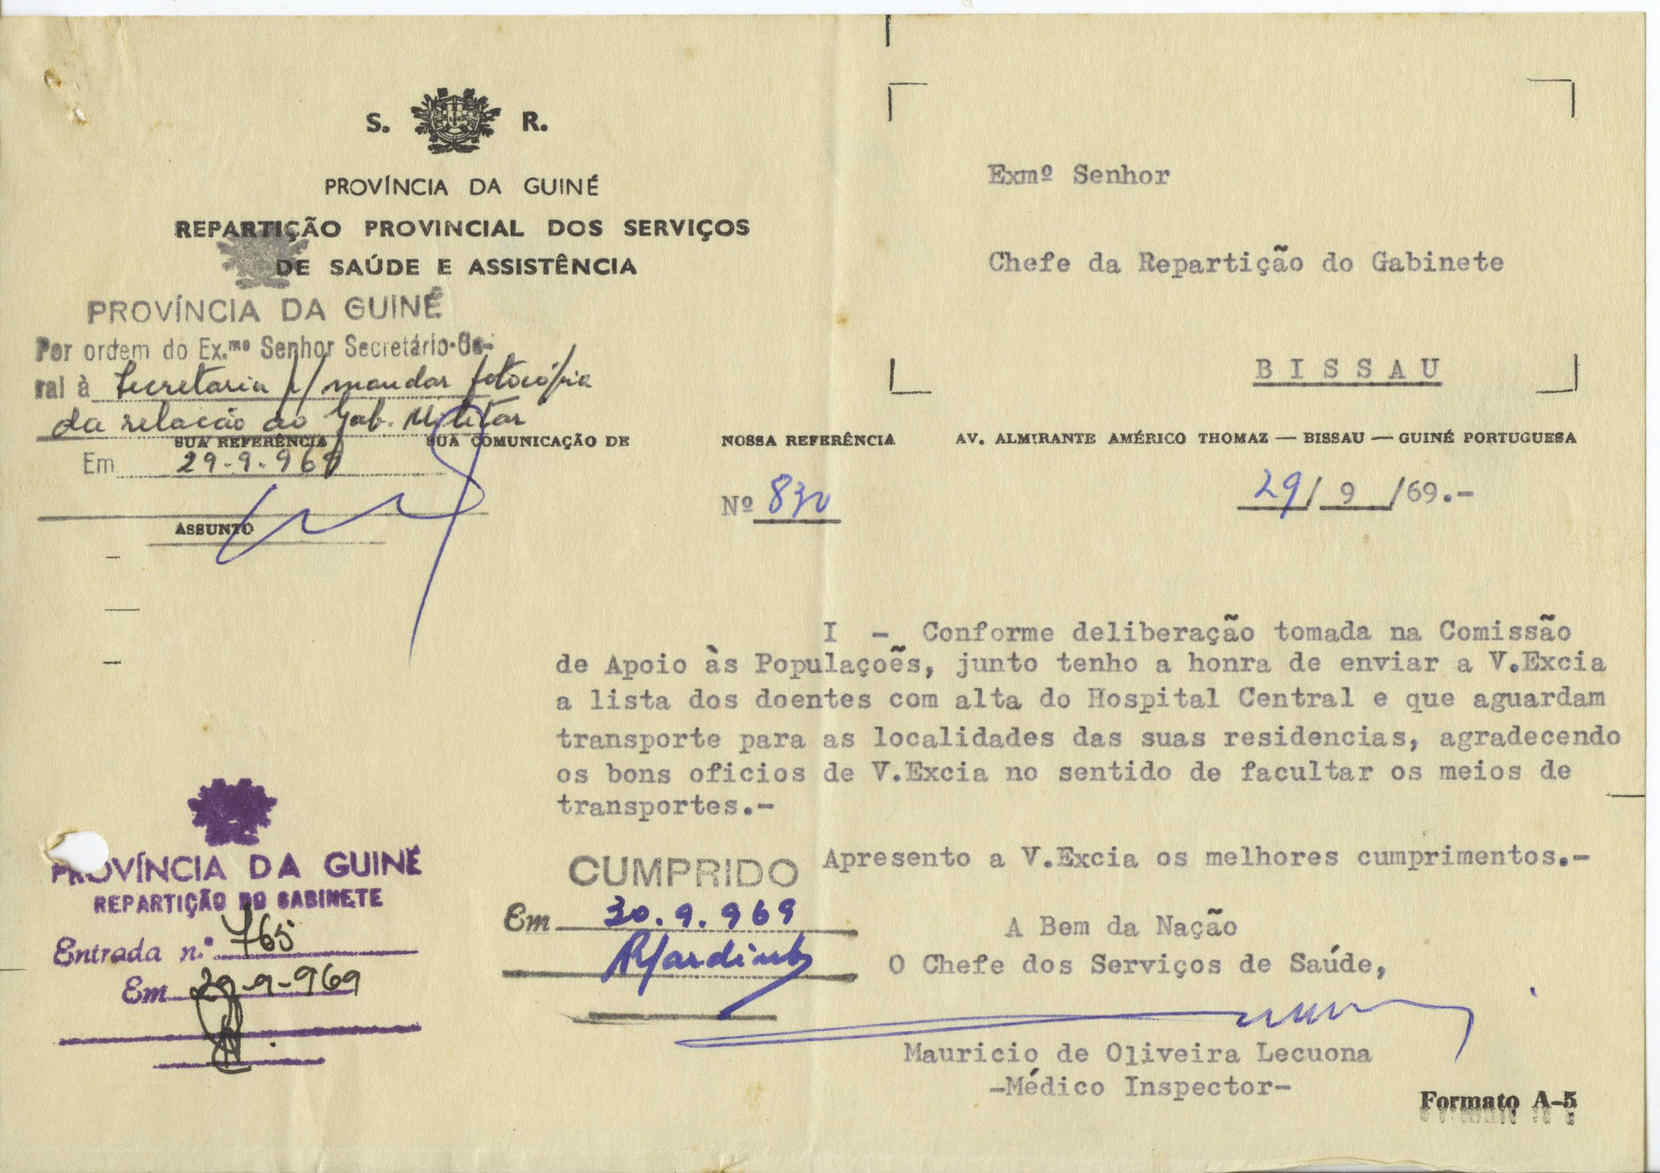 S. R.
PROVÍNCIA DA GUINÉ
REPARTIÇÃO PROVINCIAL DOS SERVIÇOS
DE SAÚDE E ASSISTÊNCIA
PROVÍNCIA DA GUINÉ
Por ordem do Ex.mo Senhor Secretário-Ge-
ral à Secretaria p/ mandar fotocópia
da relacão ao Gab. Militar
SUA REFERÊNCIA
SUA COMUNICAÇÃO DE
Em 29-9-969
ASSUNTO
Exmº Senhor
Chefe da Repartição do Gabinete
BISSAU
NOSSA REFERÊNCIA
AV. ALMIRANTE AMÉRICO THOMAZ — BISSAU — GUINÉ PORTUGUESA
Nº 830
29/ 9 /69.-
I - Conforme deliberação tomada na Comissão
de Apoio às Populaçoẽs, junto tenho a honra de enviar a V.Excia
a lista dos doentes com alta do Hospital Central e que aguardam
transporte para as localidades das suas residencias, agradecendo
os bons oficios de V.Excia no sentido de facultar os meios de
transportes.-
Apresento a V.Excia os melhores cumprimentos.-
A Bem da Nação
O Chefe dos Serviços de Saúde,
Mauricio de Oliveira Lecuona
-Médico Inspector-
PROVÍNCIA DA GUINÉ
REPARTIÇÃO DO GABINETE
Entrada n.º 765
Em 29-9-969
CUMPRIDO
Em 30.9.969
Formato A-5